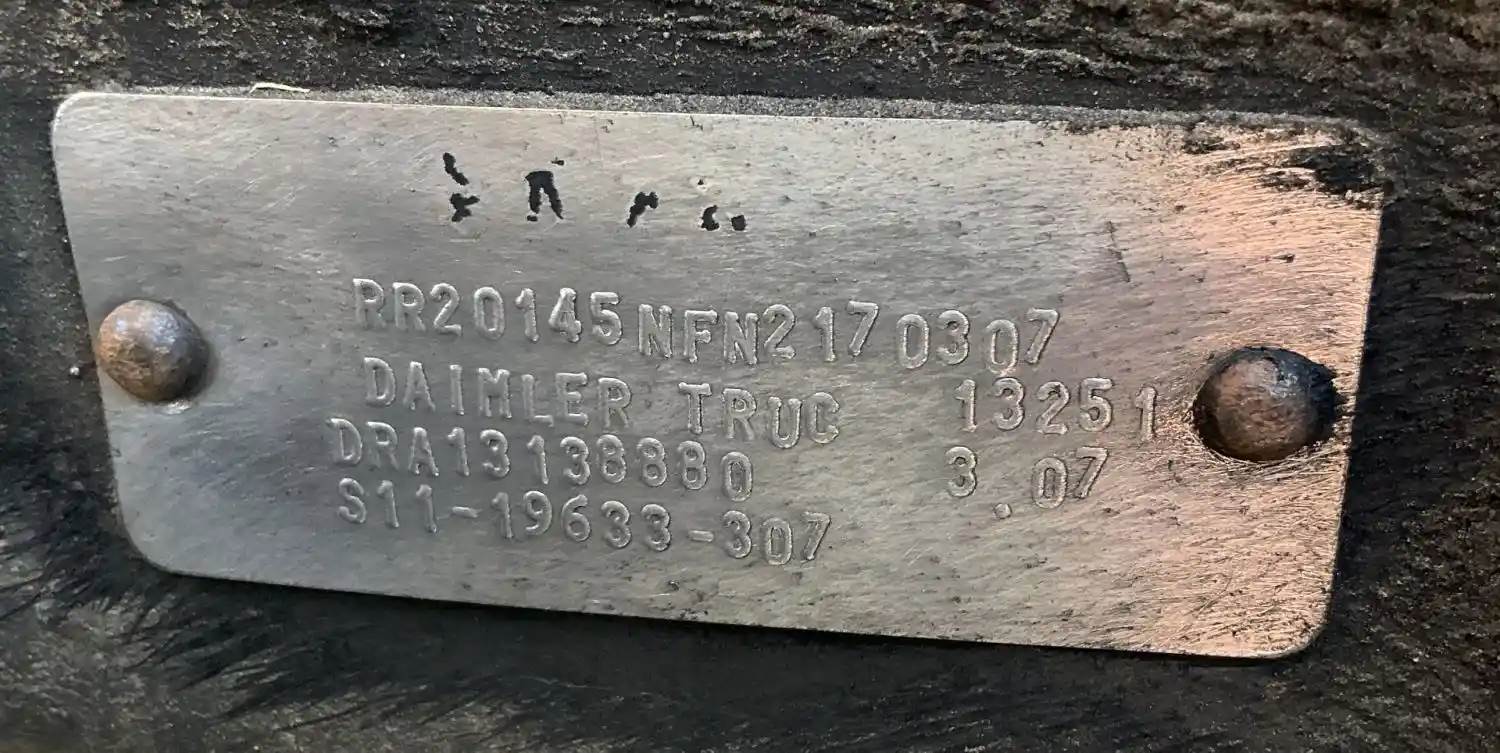 RR20145NFN2170307
DAIMLER TRUC 13251
DRA13138880 3.07
S11-19633-307